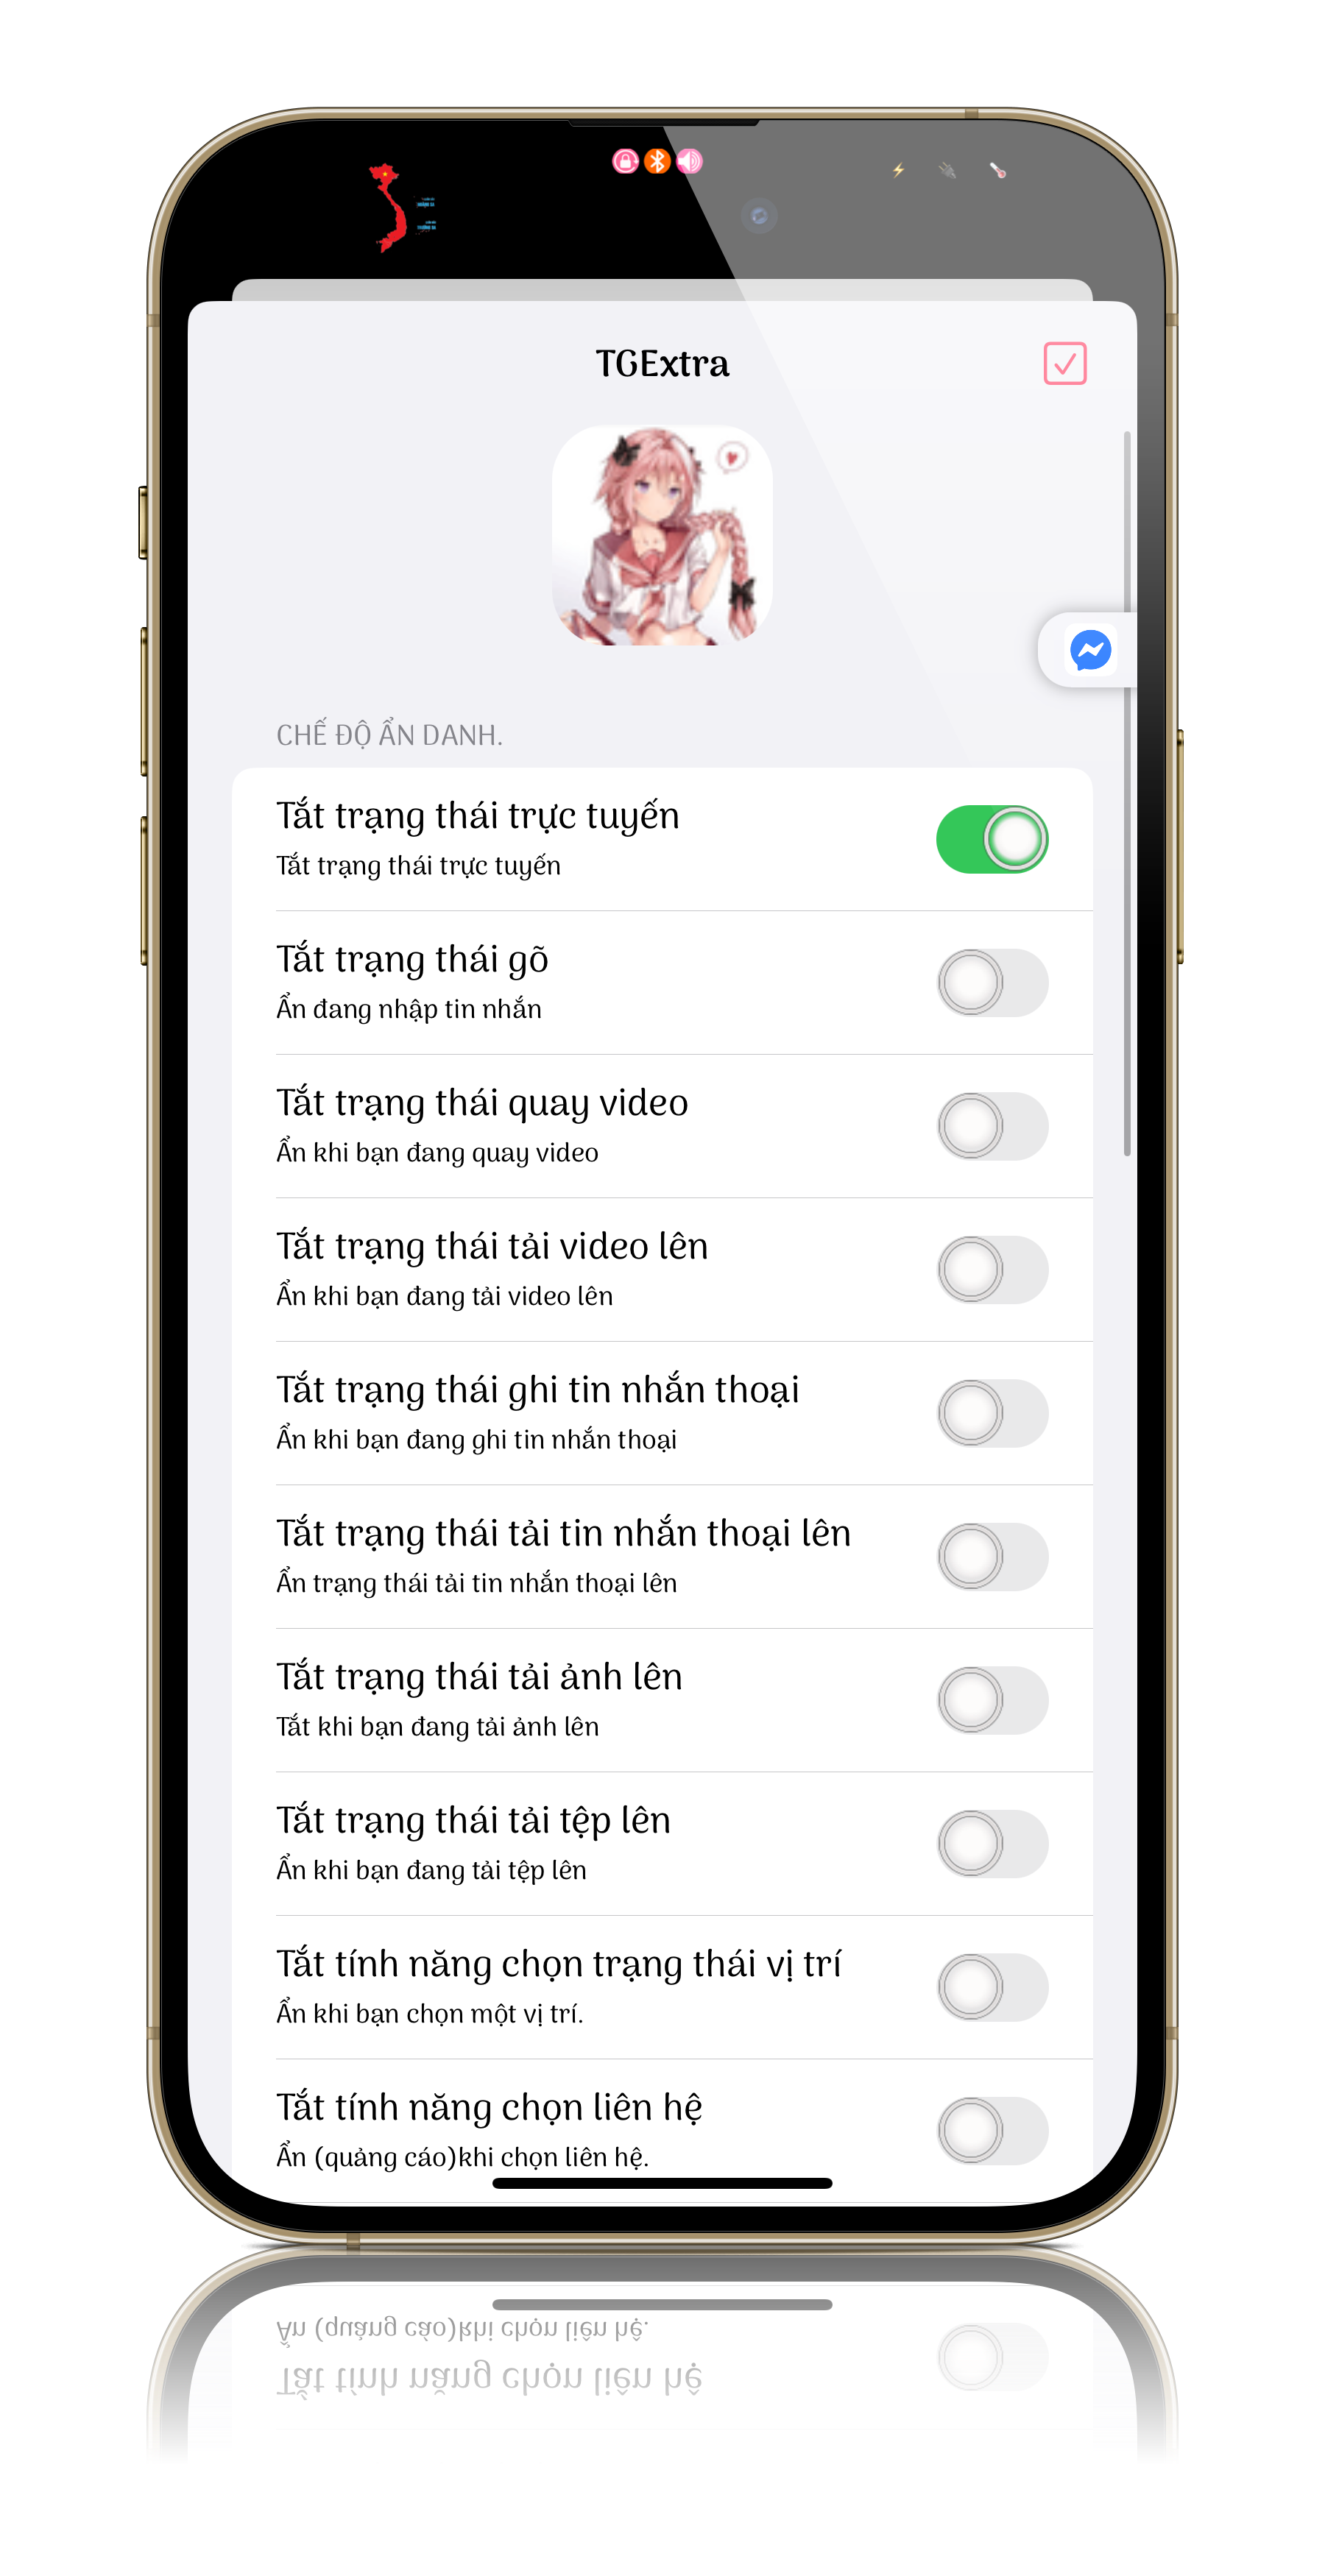 TGExtra
CHẾ ĐỘ ẨN DANH.
Tắt trạng thái trực tuyến
Tắt trạng thái trực tuyến
Tắt trạng thái gõ
Ẩn đang nhập tin nhắn
Tắt trạng thái quay video
Ẩn khi bạn đang quay video
Tắt trạng thái tải video lên
Ẩn khi bạn đang tải video lên
Tắt trạng thái ghi tin nhắn thoại
Ẩn khi bạn đang ghi tin nhắn thoại
Tắt trạng thái tải tin nhắn thoại lên
Ẩn trạng thái tải tin nhắn thoại lên
Tắt trạng thái tải ảnh lên
Tắt khi bạn đang tải ảnh lên
Tắt trạng thái tải tệp lên
Ẩn khi bạn đang tải tệp lên
Tắt tính năng chọn trạng thái vị trí
Ẩn khi bạn chọn một vị trí.
Tắt tính năng chọn liên hệ
Ẩn (quảng cáo)khi chọn liên hệ.